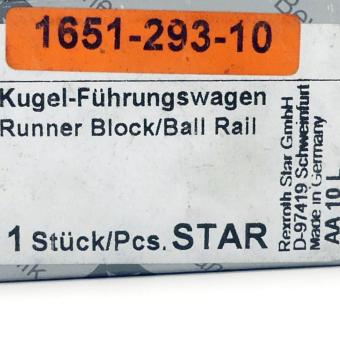 1651-293-10
Kugel-Führungswagen
Runner Block/Ball Rail
1 Stück/Pcs. STAR
Rexroth Star GmbH
D-97419 Schweinfurt
Made in Germany
AA 10 L